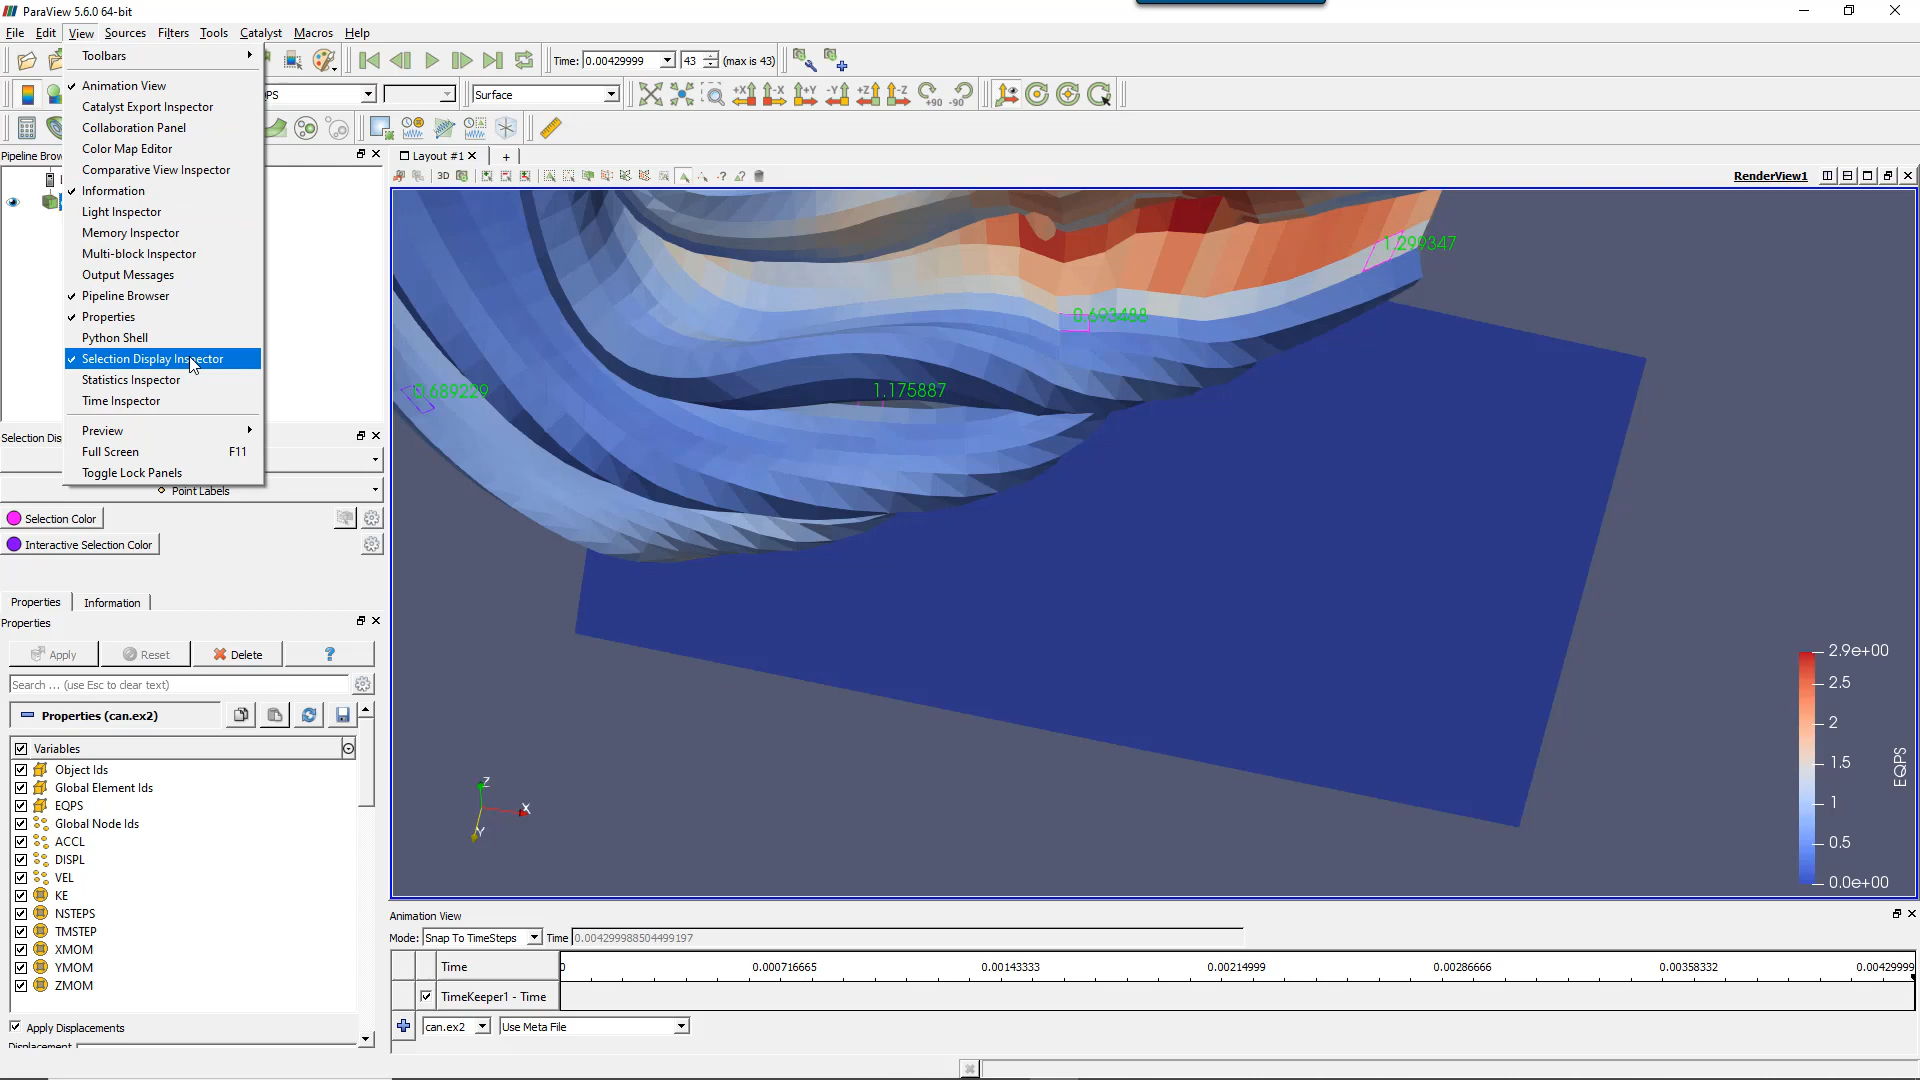 ParaView 5.6.0 64-bit
File Edit View Sources Filters Tools Catalyst Macros Help
Toolbars
Animation View
Catalyst Export Inspector
Collaboration Panel
Color Map Editor
Comparative View Inspector
Information
Light Inspector
Memory Inspector
Multi-block Inspector
Output Messages
Pipeline Browser
Properties
Python Shell
Selection Display Inspector
Statistics Inspector
Time Inspector
Preview
Full Screen F11
Toggle Lock Panels
Time: 0.00429999 43 (max is 43)
Surface
+X -X +Y -Y +Z -Z +90 -90
Pipeline Brow
Layout #1 +
3D
RenderView1
1.299347
0.693488
0.689229
1.175887
Selection Dis
Point Labels
Selection Color
Interactive Selection Color
Properties Information
Properties
Apply Reset Delete ?
Search ... (use Esc to clear text)
Properties (can.ex2)
Variables
Object Ids
Global Element Ids
EQPS
Global Node Ids
ACCL
DISPL
VEL
KE
NSTEPS
TMSTEP
XMOM
YMOM
ZMOM
Apply Displacements
Displacement
Z
X
Y
2.9e+00
2.5
2
1.5
1
0.5
0.0e+00
EQPS
Animation View
Mode: Snap To TimeSteps Time 0.004299988504499197
Time 0.000716665 0.00143333 0.00214999 0.00286666 0.00358332 0.00429999
TimeKeeper1 - Time
can.ex2 Use Meta File